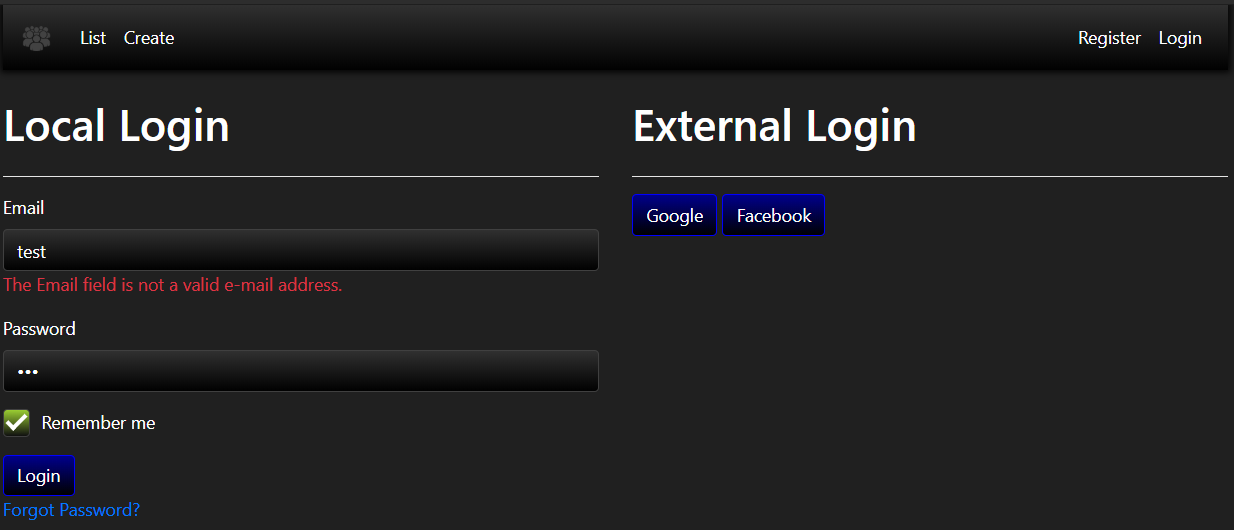 List Create Register Login
Local Login
Email
test
The Email field is not a valid e-mail address.
Password
•••
Remember me
Login
Forgot Password?
External Login
Google Facebook